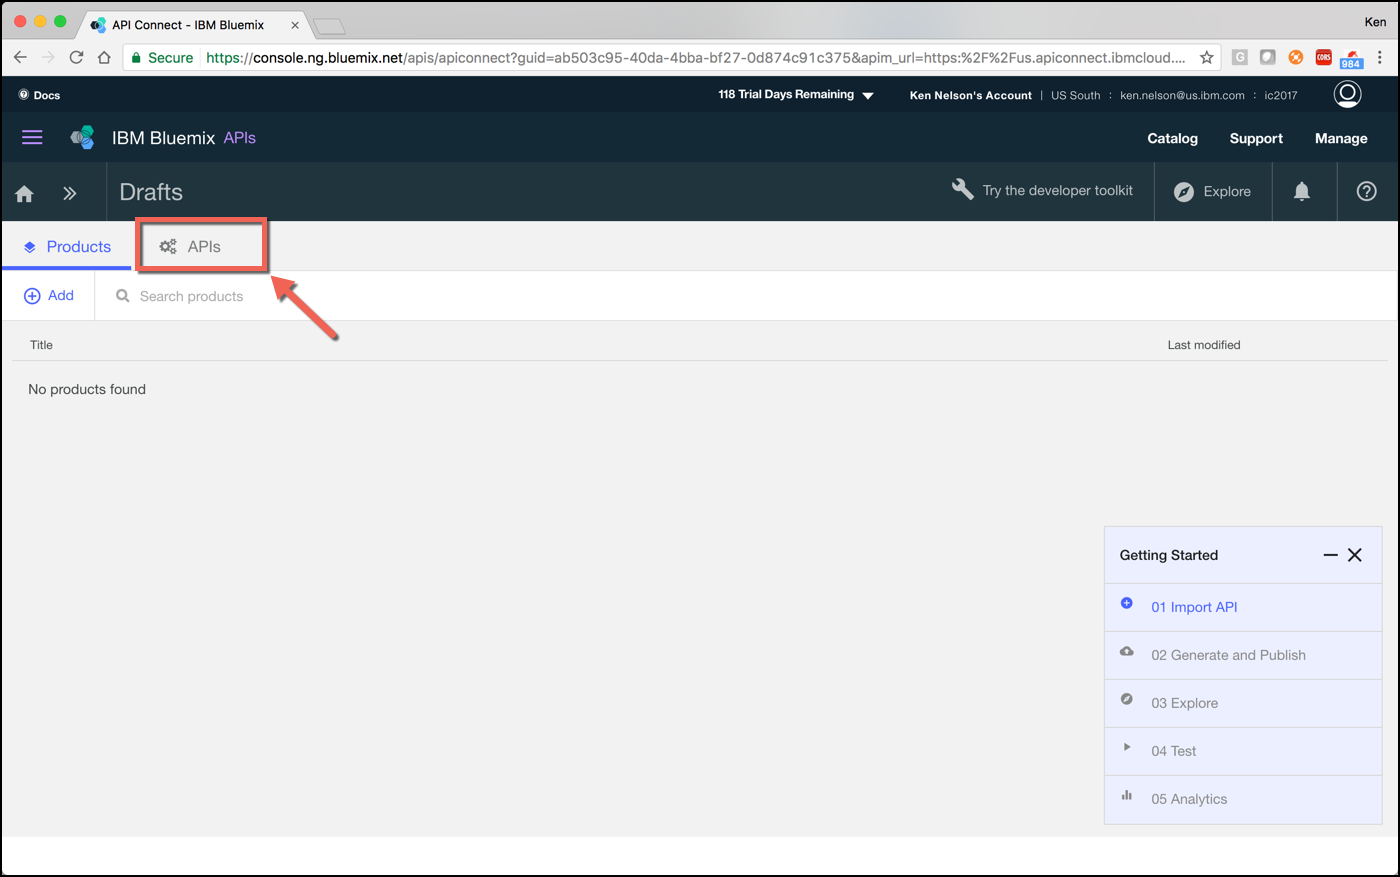 API Connect - IBM Bluemix
Ken
Secure https://console.ng.bluemix.net/apis/apiconnect?guid=ab503c95-40da-4bba-bf27-0d874c91c375&apim_url=https:%2F%2Fus.apiconnect.ibmcloud....
G
CORS
984
Docs
118 Trial Days Remaining
Ken Nelson's Account | US South : ken.nelson@us.ibm.com : ic2017
IBM Bluemix APIs
Catalog Support Manage
Drafts
Try the developer toolkit
Explore
Products
APIs
Add
Search products
Title
Last modified
No products found
Getting Started
01 Import API
02 Generate and Publish
03 Explore
04 Test
05 Analytics